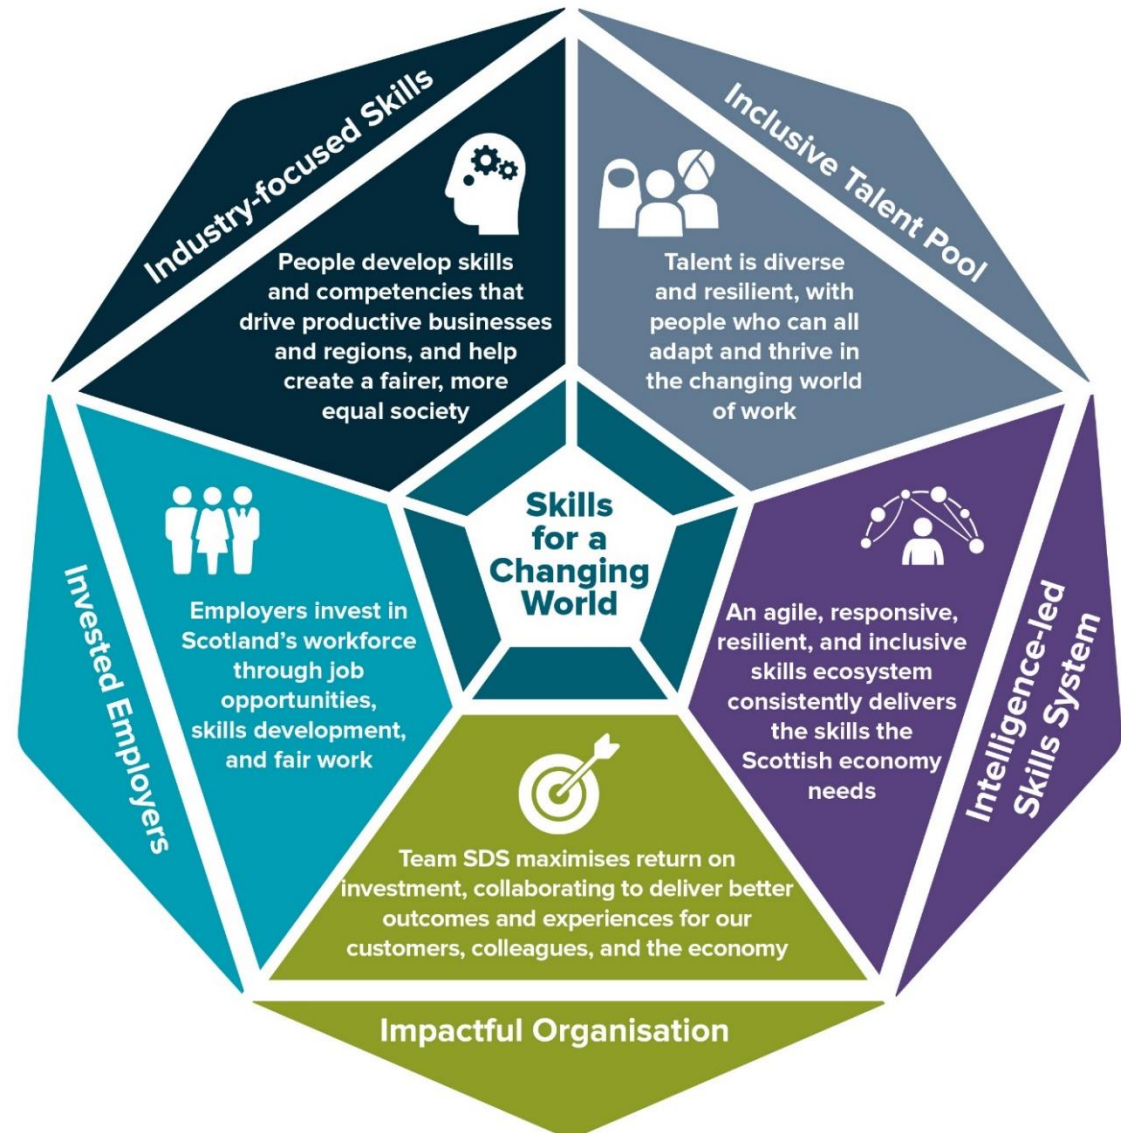 Industry-focused Skills
People develop skills
and competencies that
drive productive businesses
and regions, and help
create a fairer, more
equal society
Inclusive Talent Pool
Talent is diverse
and resilient, with
people who can all
adapt and thrive in
the changing world
of work
Skills
for a
Changing
World
Invested Employers
Employers invest in
Scotland’s workforce
through job
opportunities,
skills development,
and fair work
An agile, responsive,
resilient, and inclusive
skills ecosystem
consistently delivers
the skills the
Scottish economy
needs
Intelligence-led
Skills System
Team SDS maximises return on
investment, collaborating to deliver better
outcomes and experiences for our
customers, colleagues, and the economy
Impactful Organisation